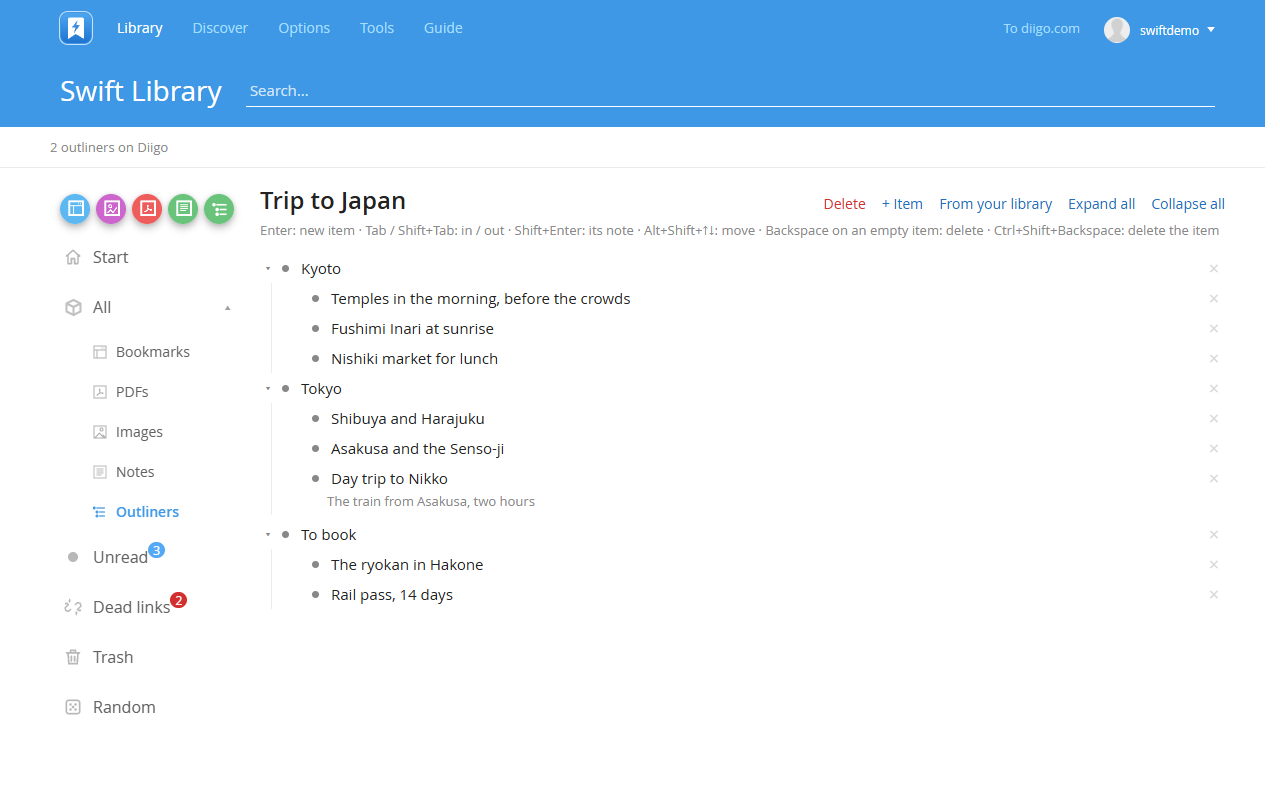 Library Discover Options Tools Guide To diigo.com swiftdemo
Swift Library Search...
2 outliners on Diigo
Trip to Japan Delete + Item From your library Expand all Collapse all
Enter: new item · Tab / Shift+Tab: in / out · Shift+Enter: its note · Alt+Shift+↑↓: move · Backspace on an empty item: delete · Ctrl+Shift+Backspace: delete the item
Start
All
Bookmarks
PDFs
Images
Notes
Outliners
Unread 3
Dead links 2
Trash
Random
Kyoto
Temples in the morning, before the crowds
Fushimi Inari at sunrise
Nishiki market for lunch
Tokyo
Shibuya and Harajuku
Asakusa and the Senso-ji
Day trip to Nikko
The train from Asakusa, two hours
To book
The ryokan in Hakone
Rail pass, 14 days